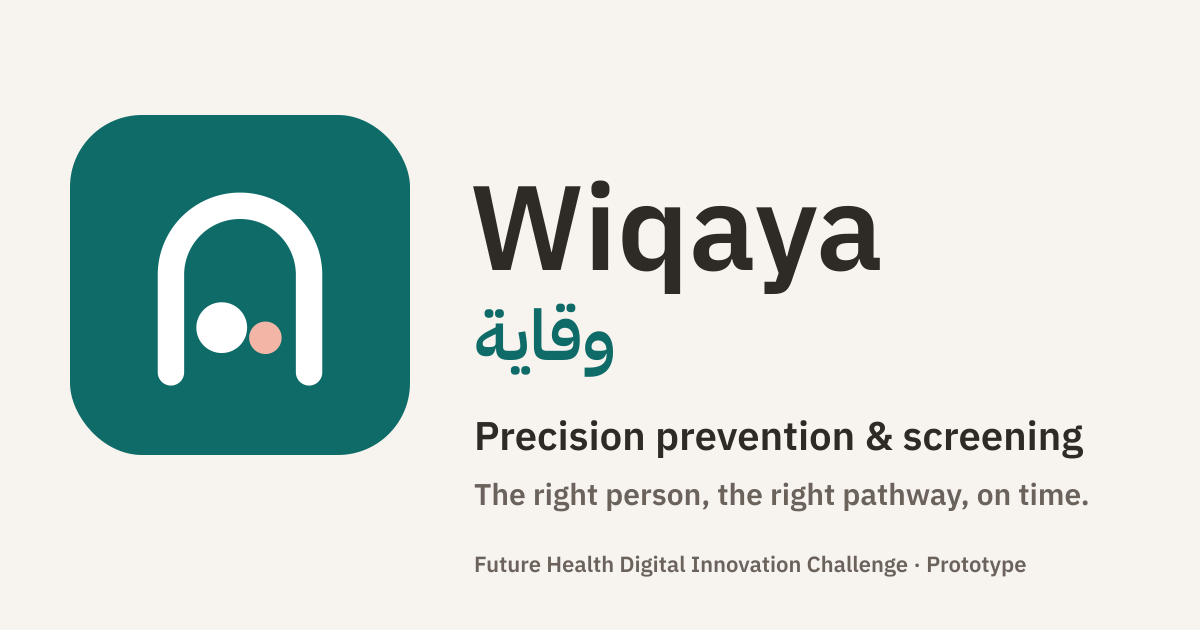 Wiqaya
وقاية
Precision prevention & screening
The right person, the right pathway, on time.
Future Health Digital Innovation Challenge · Prototype